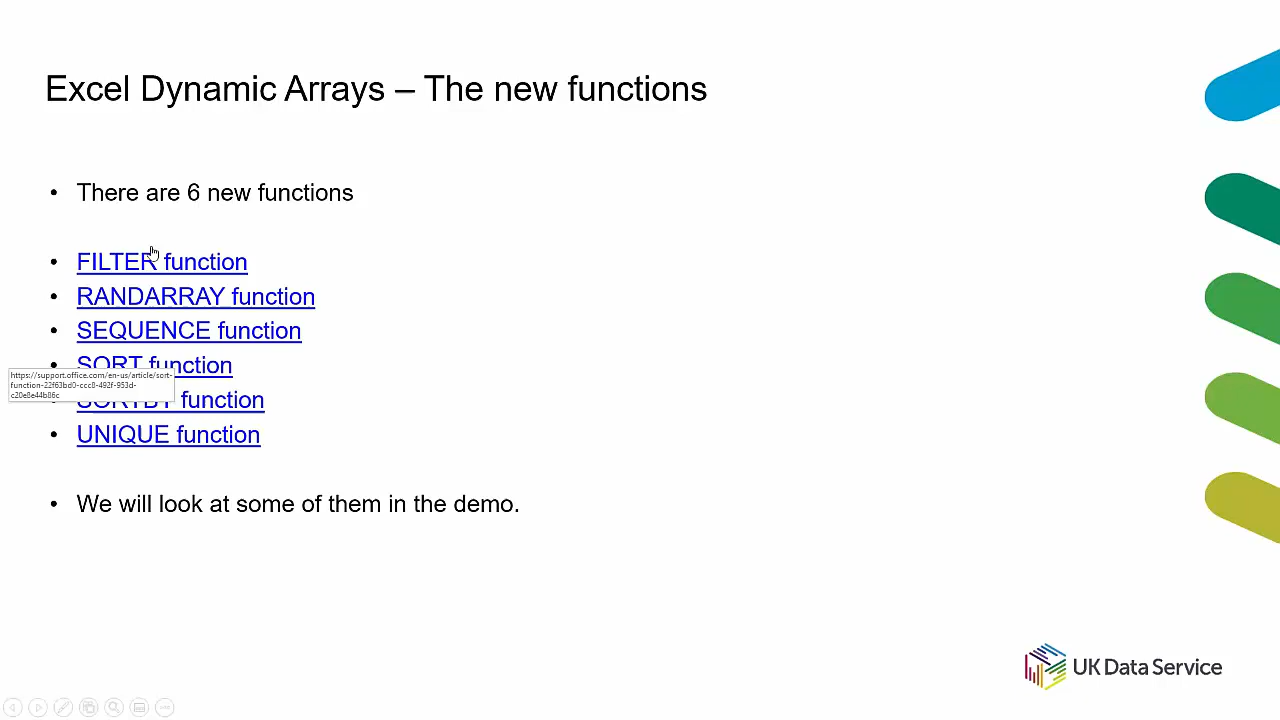 Excel Dynamic Arrays – The new functions
• There are 6 new functions
• FILTER function
• RANDARRAY function
• SEQUENCE function
• SORT function
https://support.office.com/en-us/article/sort-
function-22f63bd0-ccc8-492f-953d-
c20e8e44b86c
• SORTBY function
• UNIQUE function
• We will look at some of them in the demo.
UK Data Service